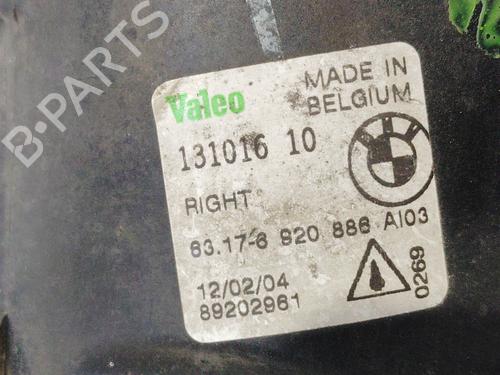 B-PARTS
Valeo
MADE IN
BELGIUM
131016 10
BMW
RIGHT
63.17-6 920 886 AI03
12/02/04
89202961
0269